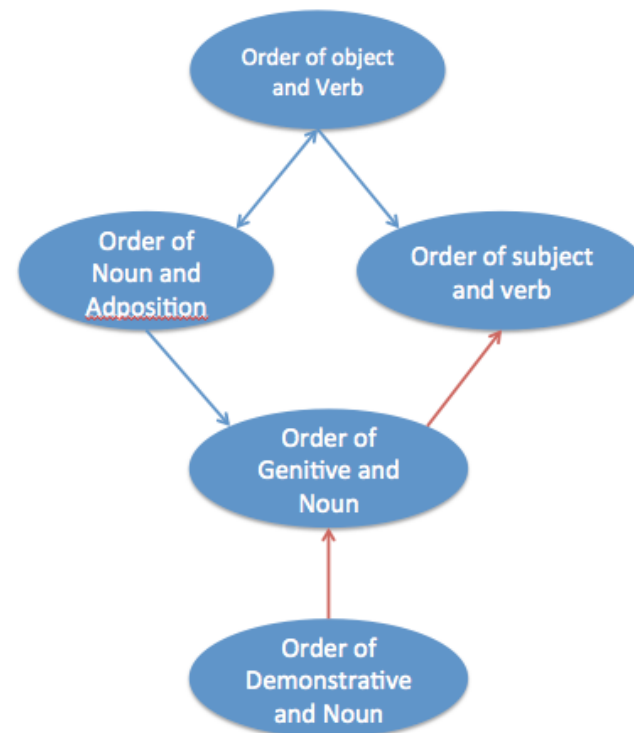 Order of object
and Verb
Order of
Noun and
Adposition
Order of subject
and verb
Order of
Genitive and
Noun
Order of
Demonstrative
and Noun